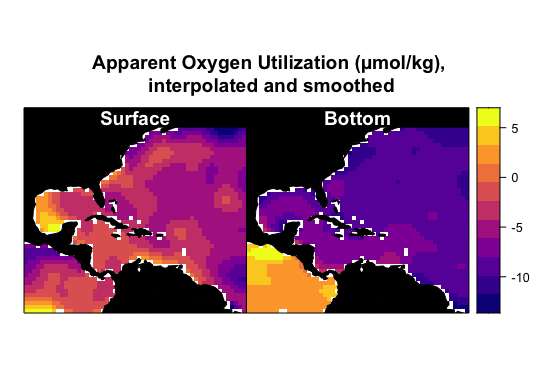 Apparent Oxygen Utilization (µmol/kg),
interpolated and smoothed
Surface
Bottom
5
0
-5
-10